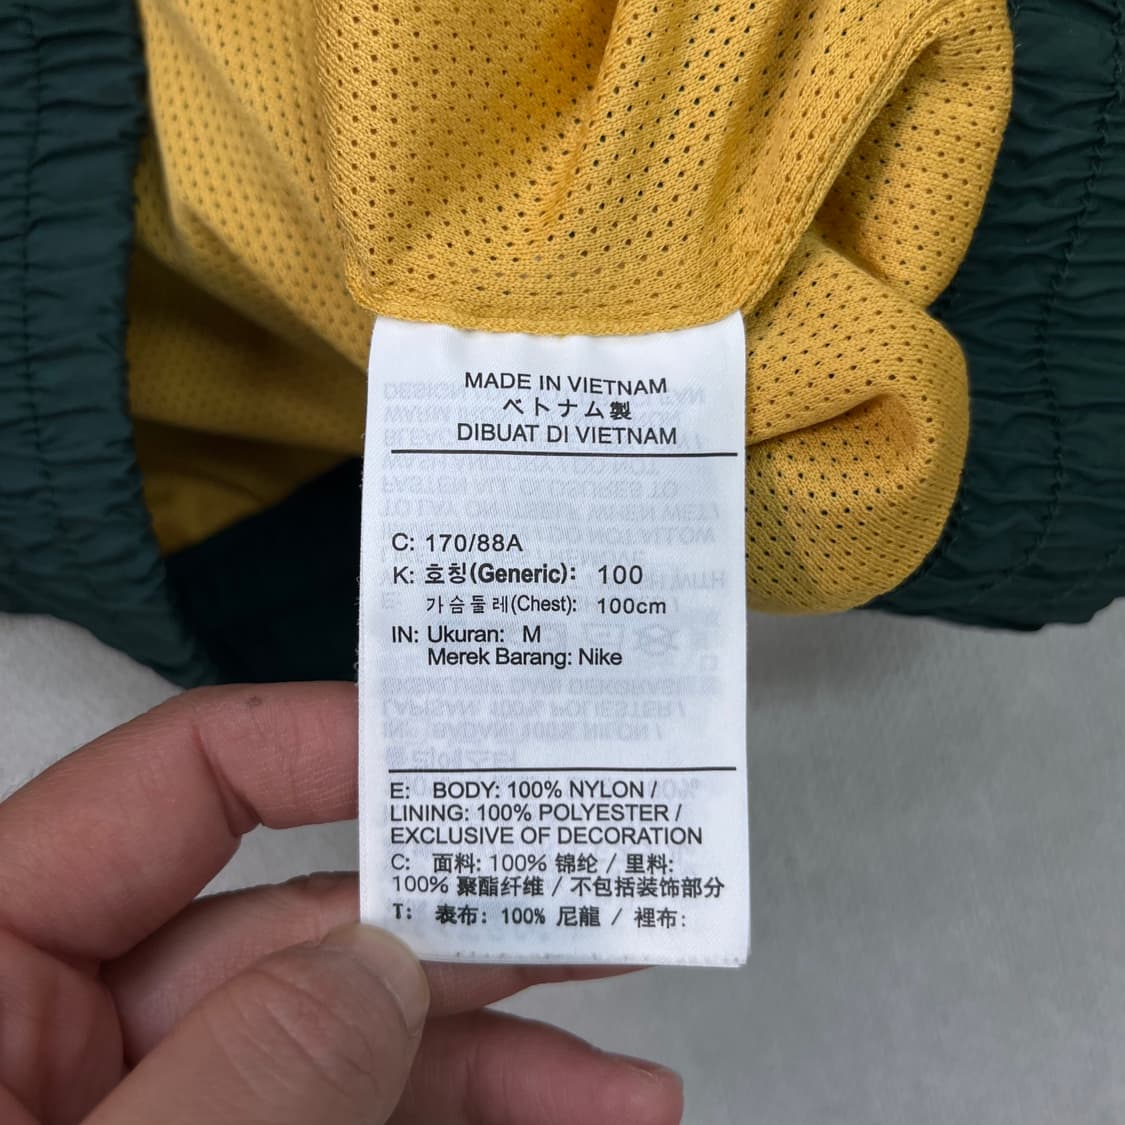 MADE IN VIETNAM
ベトナム製
DIBUAT DI VIETNAM
C: 170/88A
K: 호칭(Generic): 100
가슴둘레(Chest): 100cm
IN: Ukuran: M
Merek Barang: Nike
E: BODY: 100% NYLON /
LINING: 100% POLYESTER /
EXCLUSIVE OF DECORATION
C: 面料: 100% 锦纶 / 里料:
100% 聚酯纤维 / 不包括装饰部分
T: 表布: 100% 尼龍 / 裡布: